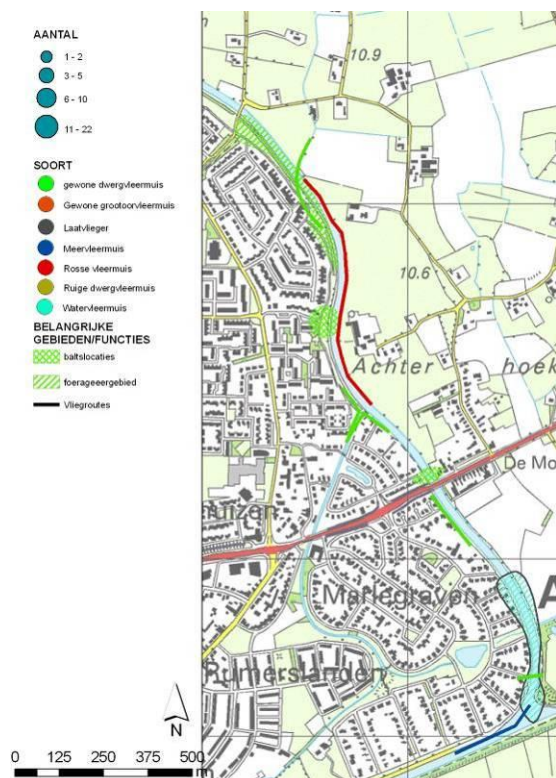 AANTAL
1 - 2
3 - 5
6 - 10
11 - 22
SOORT
gewone dwergvleermuis
Gewone grootoorvleermuis
Laatvlieger
Meervleermuis
Rosse vleermuis
Ruige dwergvleermuis
Watervleermuis
BELANGRIJKE
GEBIEDEN/FUNCTIES
baltslocaties
foerageergebied
Vliegroutes
N
0 125 250 375 500
m
10.9
10.6
Achter hoek
De Mo
huizen
Marlegraven
A
Rumerslanden